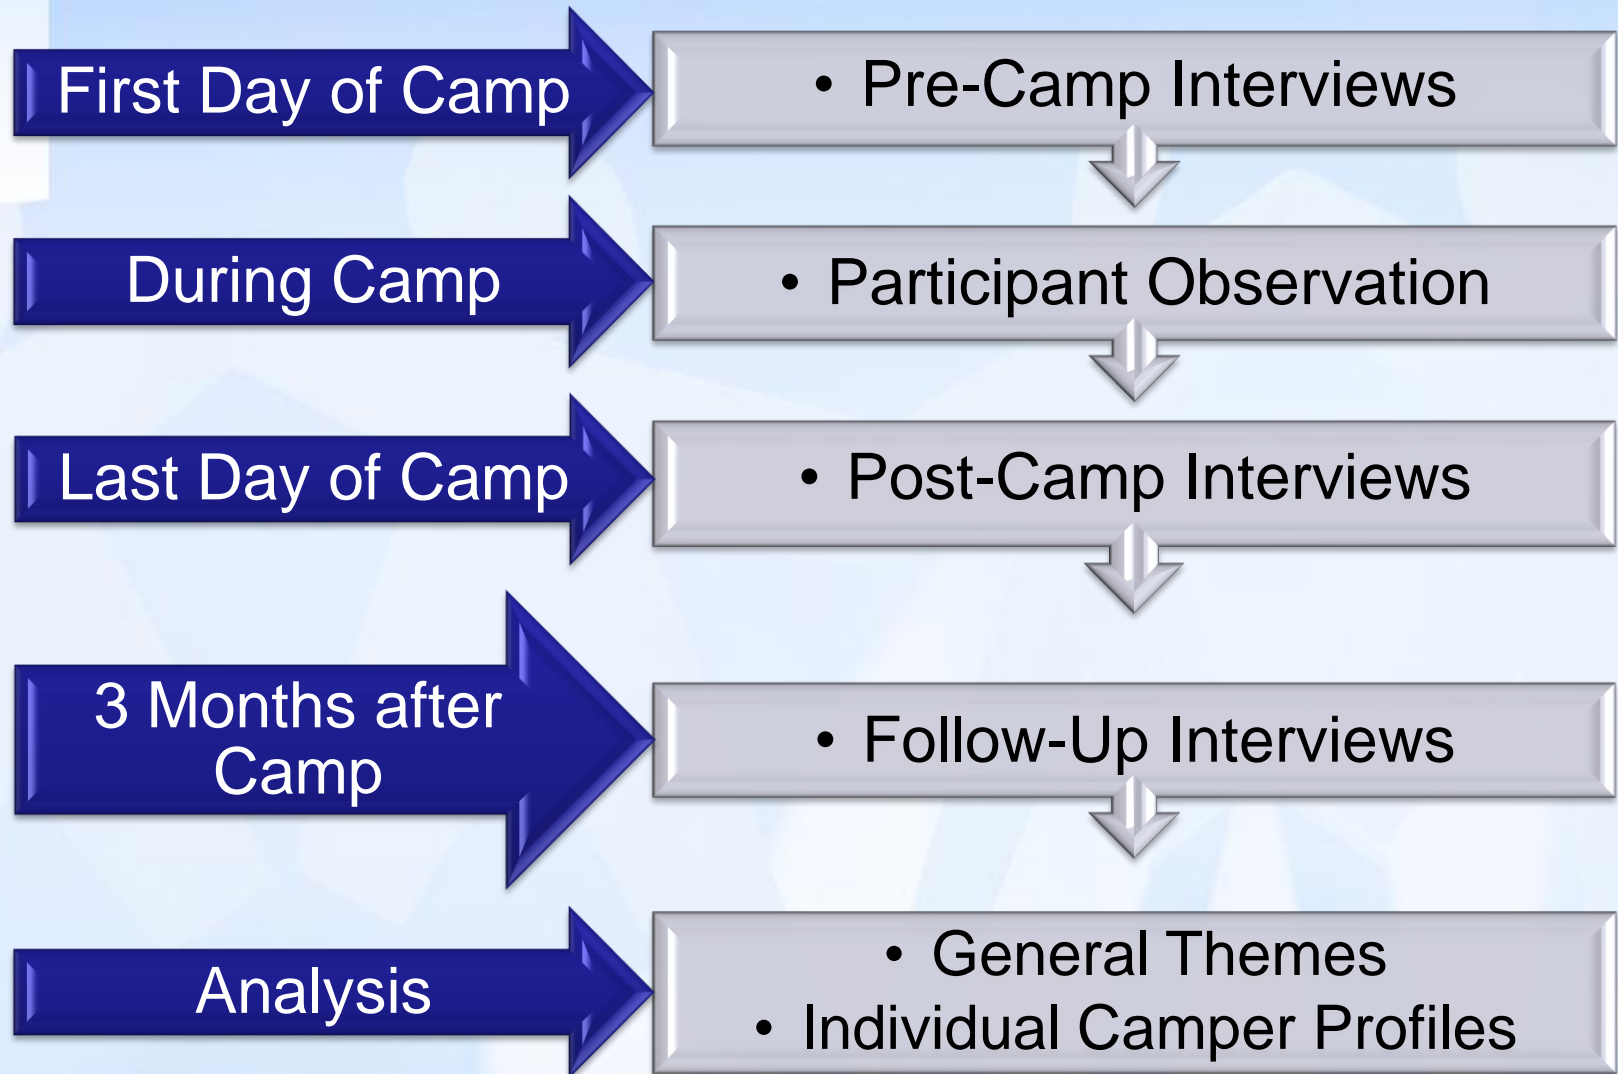 First Day of Camp
• Pre-Camp Interviews
During Camp
• Participant Observation
Last Day of Camp
• Post-Camp Interviews
3 Months after
Camp
• Follow-Up Interviews
Analysis
• General Themes
• Individual Camper Profiles